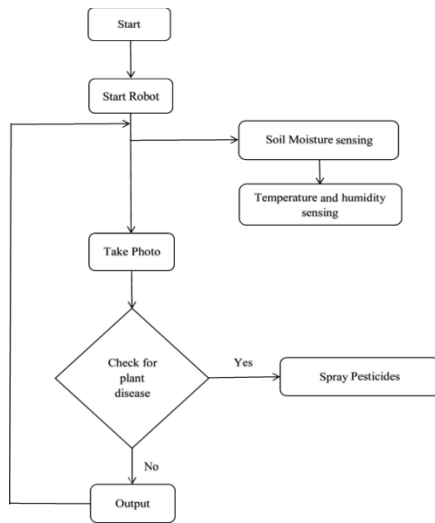 Start
Start Robot
Soil Moisture sensing
Temperature and humidity
sensing
Take Photo
Check for
plant
disease
Yes
Spray Pesticides
No
Output